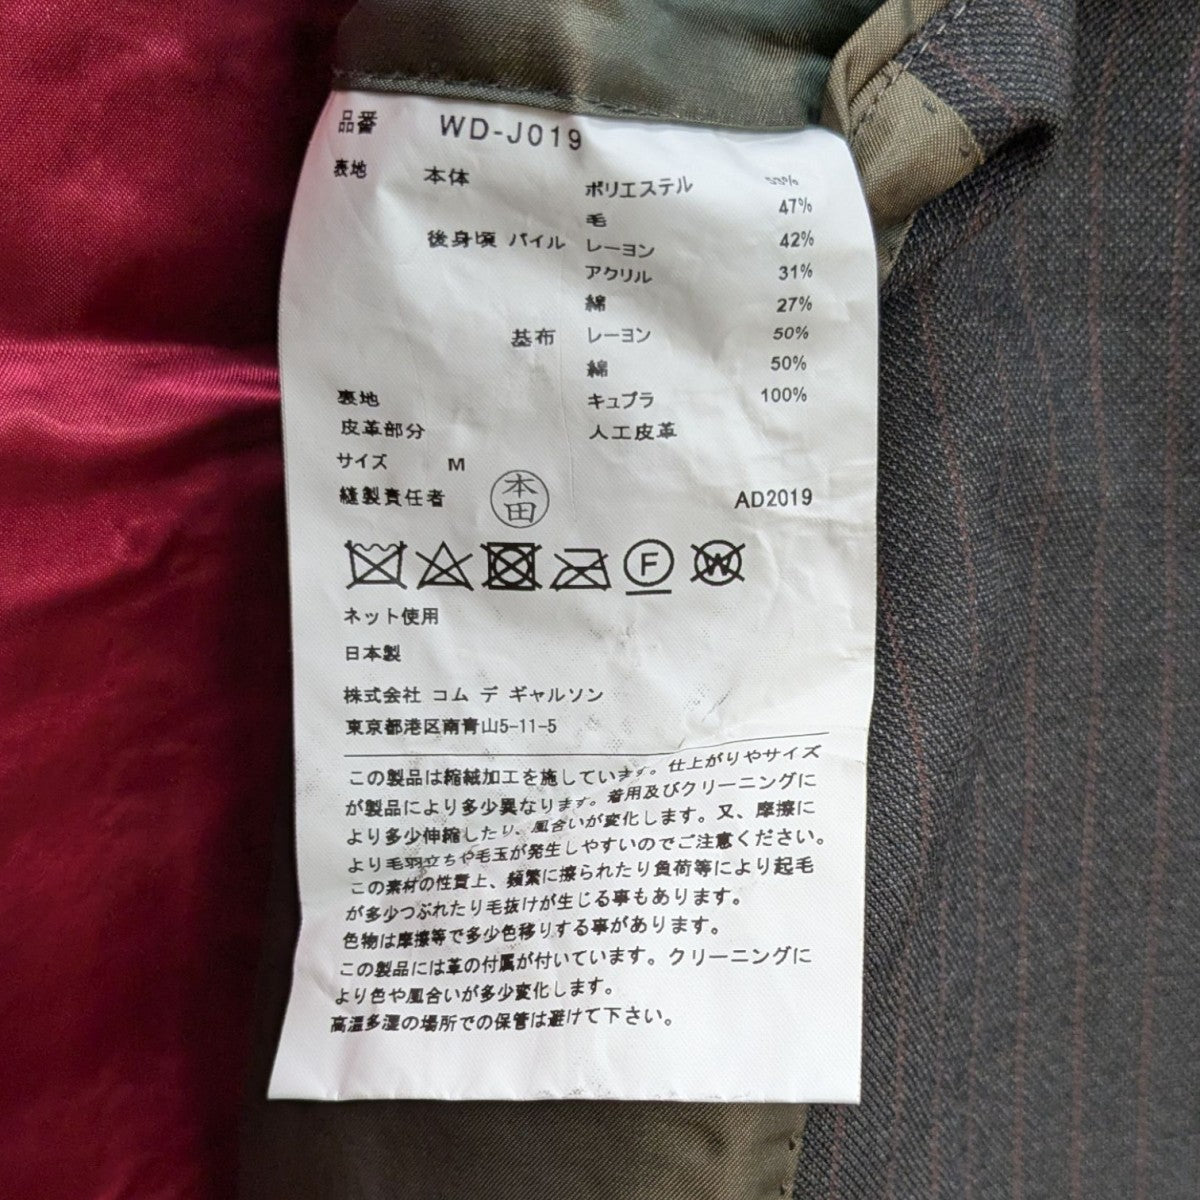 品番 WD-J019
表地 本体 ポリエステル 53%
毛 47%
後身頃 パイル レーヨン 42%
アクリル 31%
綿 27%
基布 レーヨン 50%
綿 50%
裏地 キュプラ 100%
皮革部分 人工皮革
サイズ M
縫製責任者 本田 AD2019
F W
ネット使用
日本製
株式会社 コム デ ギャルソン
東京都港区南青山5-11-5
この製品は縮絨加工を施しています。仕上がりやサイズ
が製品により多少異なります。着用及びクリーニングに
より多少伸縮したり、風合いが変化します。又、摩擦に
より毛羽立ちや毛玉が発生しやすいのでご注意ください。
この素材の性質上、頻繁に擦られたり負荷等により起毛
が多少つぶれたり毛抜けが生じる事もあります。
色物は摩擦等で多少色移りする事があります。
この製品には革の付属が付いています。クリーニングに
より色や風合いが多少変化します。
高温多湿の場所での保管は避けて下さい。